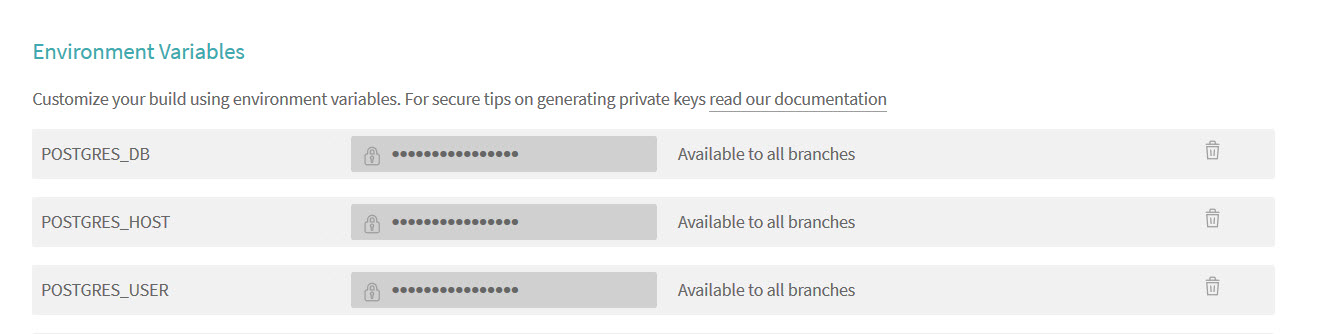 Environment Variables
Customize your build using environment variables. For secure tips on generating private keys read our documentation
POSTGRES_DB •••••••••••••••• Available to all branches
POSTGRES_HOST •••••••••••••••• Available to all branches
POSTGRES_USER •••••••••••••••• Available to all branches